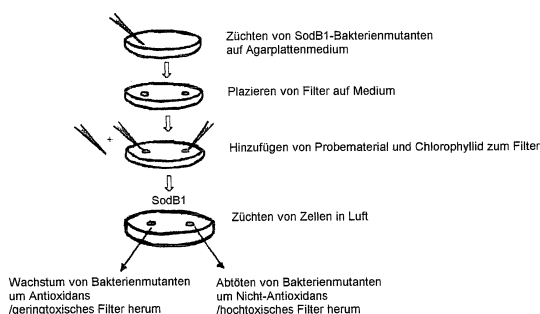 Züchten von SodB1-Bakterienmutanten
auf Agarplattenmedium
Plazieren von Filter auf Medium
+
Hinzufügen von Probematerial und Chlorophyllid zum Filter
SodB1
Züchten von Zellen in Luft
Wachstum von Bakterienmutanten
um Antioxidans
/geringtoxisches Filter herum
Abtöten von Bakterienmutanten
um Nicht-Antioxidans
/hochtoxisches Filter herum